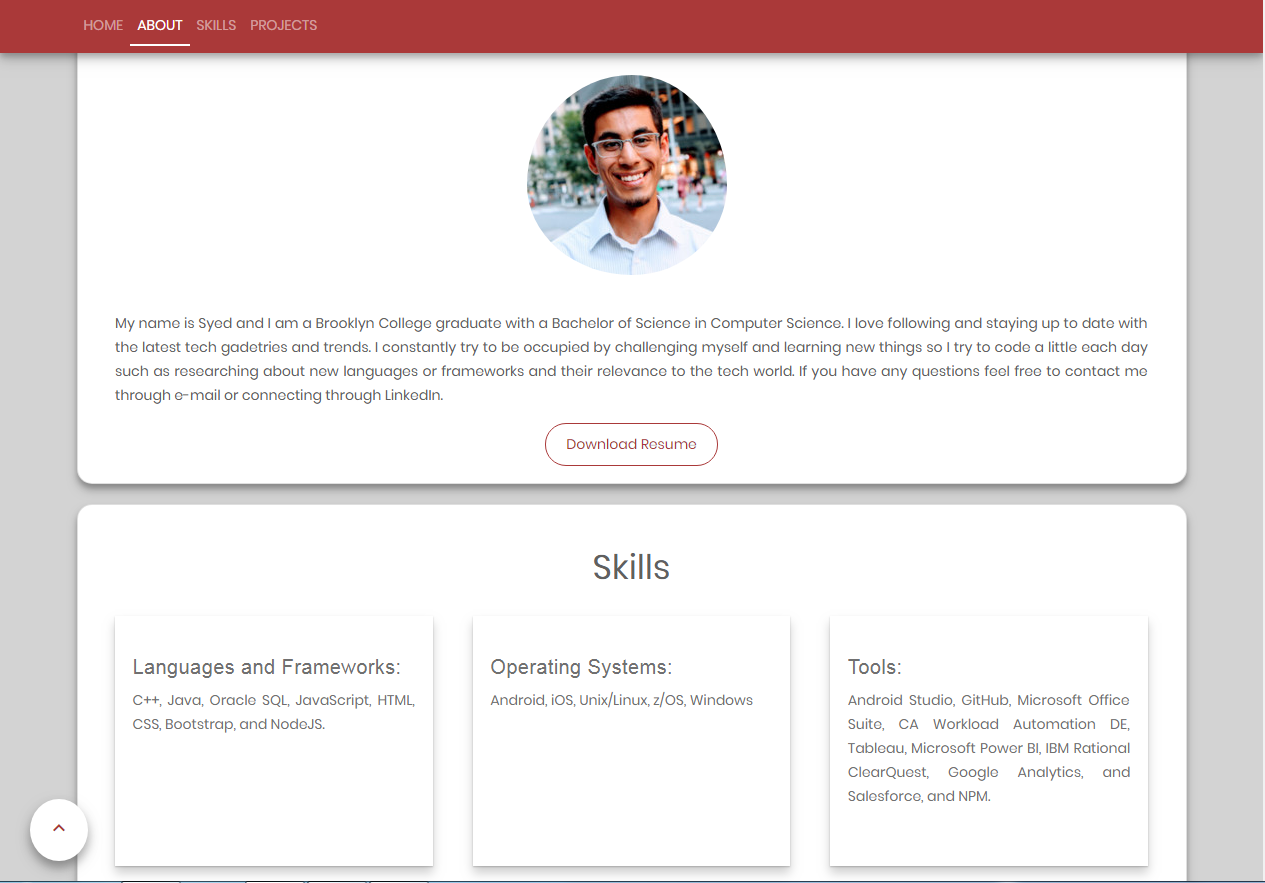 HOME ABOUT SKILLS PROJECTS
My name is Syed and I am a Brooklyn College graduate with a Bachelor of Science in Computer Science. I love following and staying up to date with
the latest tech gadetries and trends. I constantly try to be occupied by challenging myself and learning new things so I try to code a little each day
such as researching about new languages or frameworks and their relevance to the tech world. If you have any questions feel free to contact me
through e-mail or connecting through LinkedIn.
Download Resume
Skills
Languages and Frameworks:
C++, Java, Oracle SQL, JavaScript, HTML,
CSS, Bootstrap, and NodeJS.
Operating Systems:
Android, iOS, Unix/Linux, z/OS, Windows
Tools:
Android Studio, GitHub, Microsoft Office
Suite, CA Workload Automation DE,
Tableau, Microsoft Power BI, IBM Rational
ClearQuest, Google Analytics, and
Salesforce, and NPM.